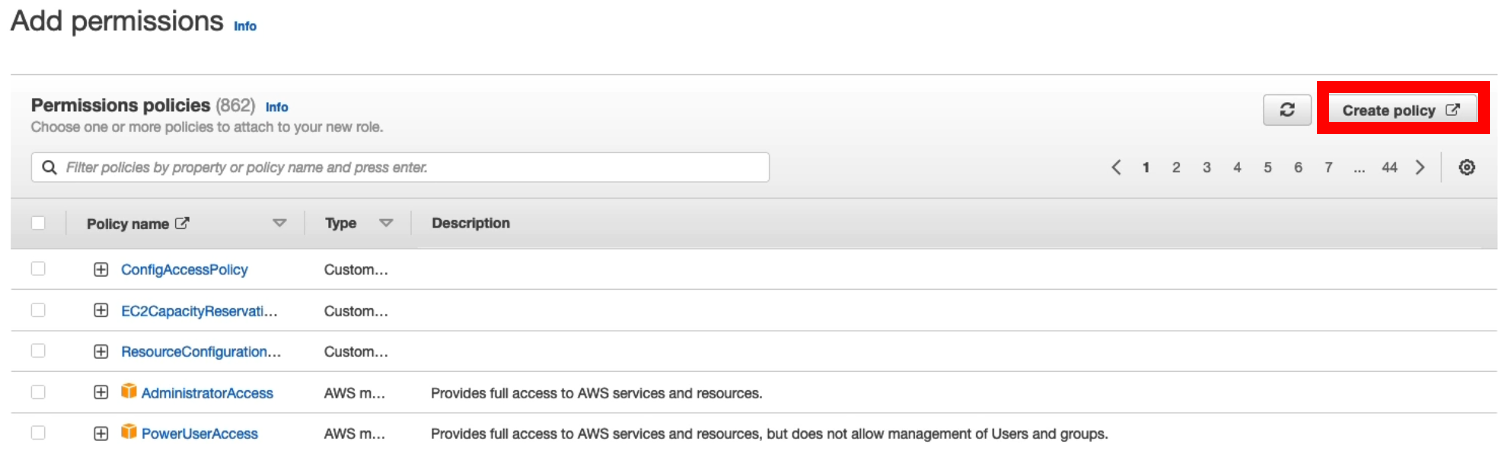 Add permissions Info
Permissions policies (862) Info
Choose one or more policies to attach to your new role.
Create policy
Filter policies by property or policy name and press enter.
1 2 3 4 5 6 7 ... 44
Policy name Type Description
ConfigAccessPolicy Custom...
EC2CapacityReservati... Custom...
ResourceConfiguration... Custom...
AdministratorAccess AWS m... Provides full access to AWS services and resources.
PowerUserAccess AWS m... Provides full access to AWS services and resources, but does not allow management of Users and groups.